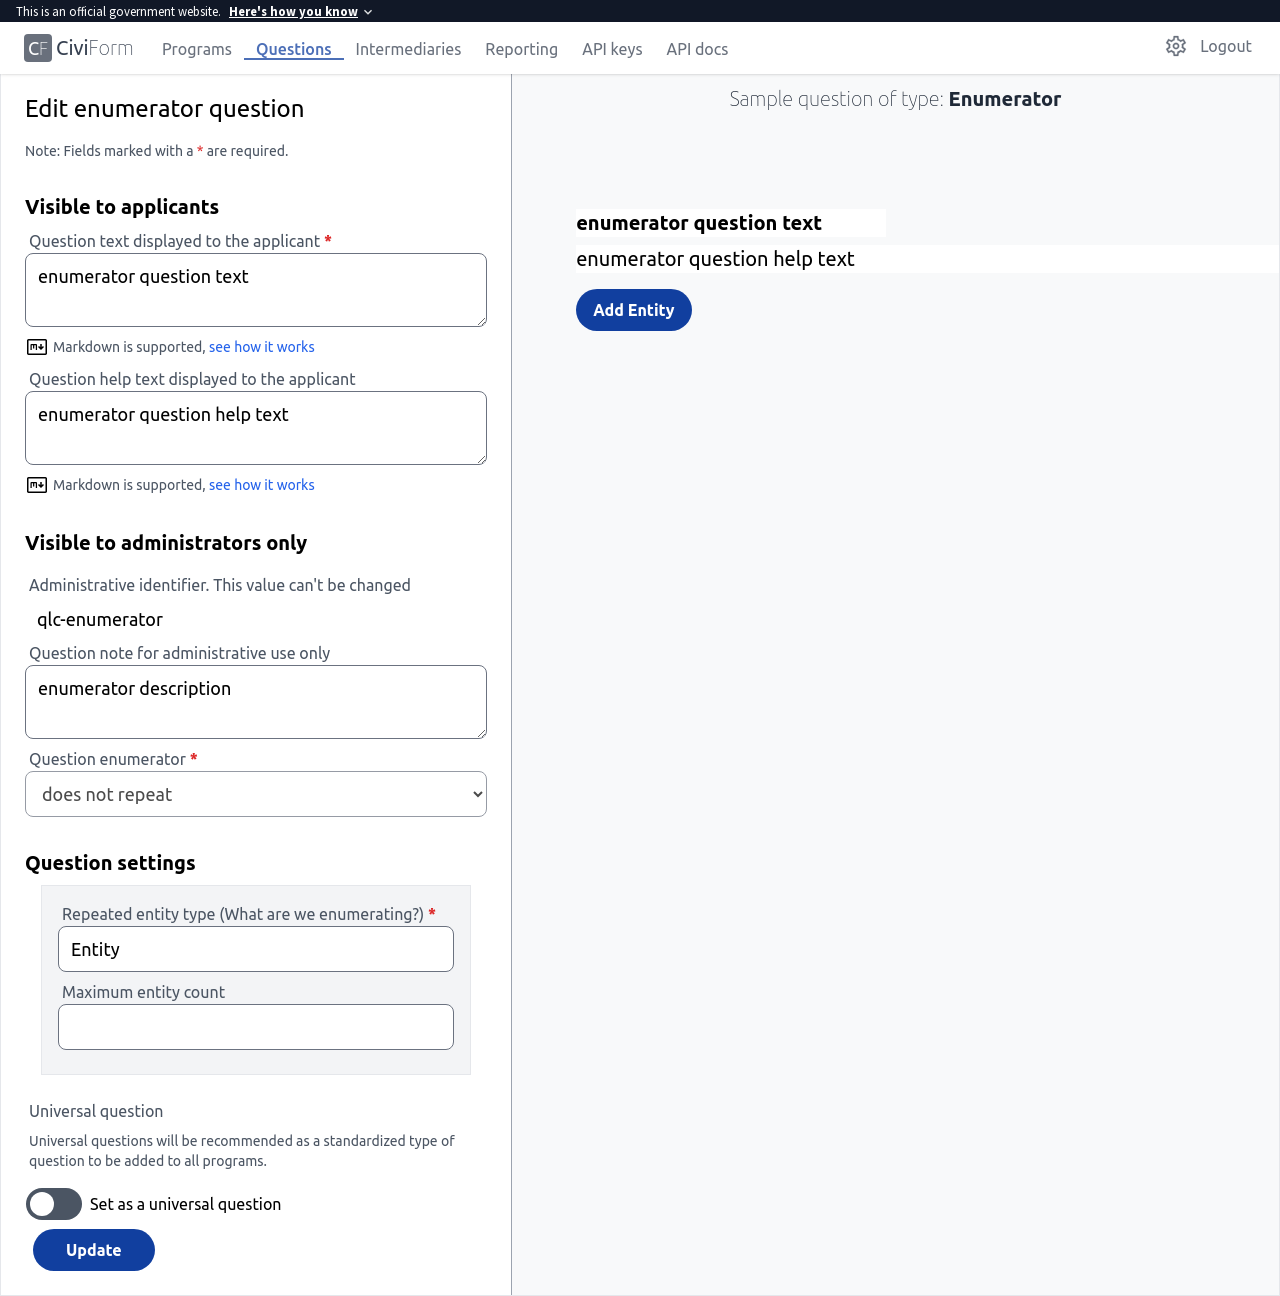 This is an official government website. Here's how you know
CF CiviForm Programs Questions Intermediaries Reporting API keys API docs Logout
Edit enumerator question
Note: Fields marked with a * are required.
Visible to applicants
Question text displayed to the applicant *
enumerator question text
Markdown is supported, see how it works
Question help text displayed to the applicant
enumerator question help text
Markdown is supported, see how it works
Visible to administrators only
Administrative identifier. This value can't be changed
qlc-enumerator
Question note for administrative use only
enumerator description
Question enumerator *
does not repeat
Question settings
Repeated entity type (What are we enumerating?) *
Entity
Maximum entity count
Universal question
Universal questions will be recommended as a standardized type of
question to be added to all programs.
Set as a universal question
Update
Sample question of type: Enumerator
enumerator question text
enumerator question help text
Add Entity